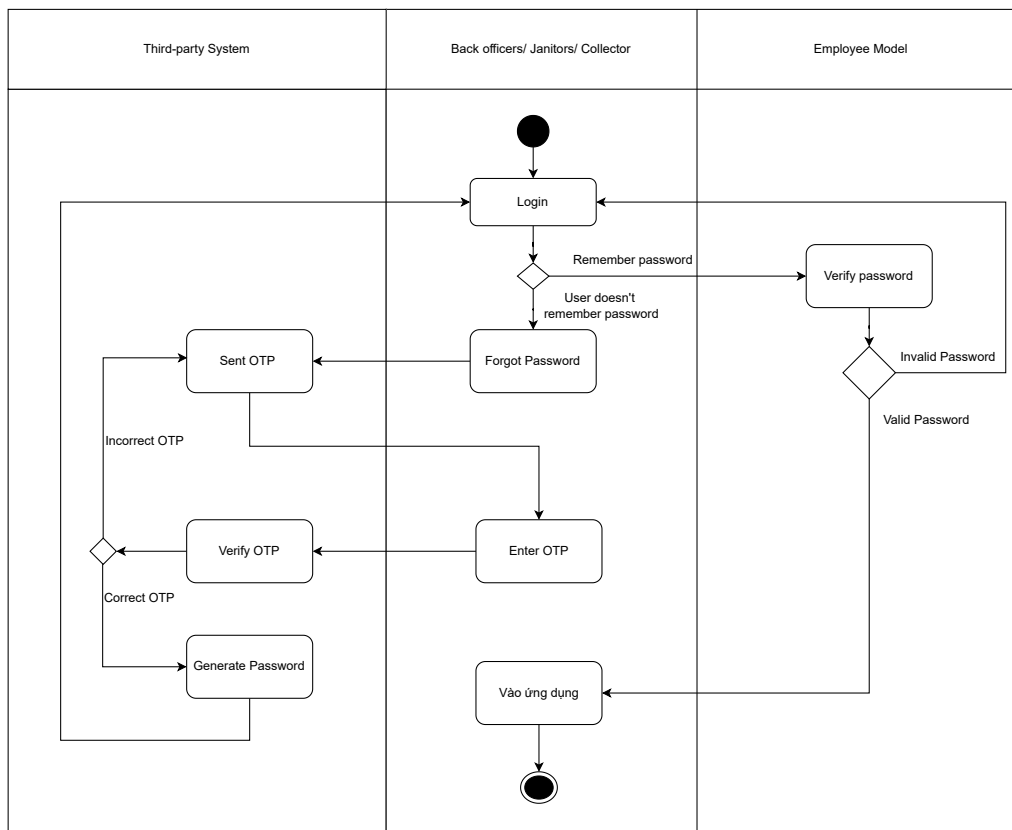 Third-party System
Back officers/ Janitors/ Collector
Employee Model
Login
Remember password
Verify password
User doesn't
remember password
Sent OTP
Forgot Password
Invalid Password
Valid Password
Incorrect OTP
Verify OTP
Enter OTP
Correct OTP
Generate Password
Vào ứng dụng